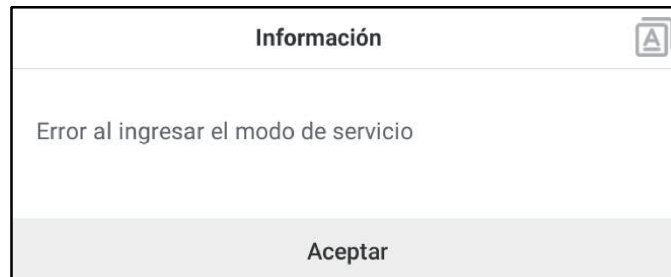 Información
A
Error al ingresar el modo de servicio
Aceptar